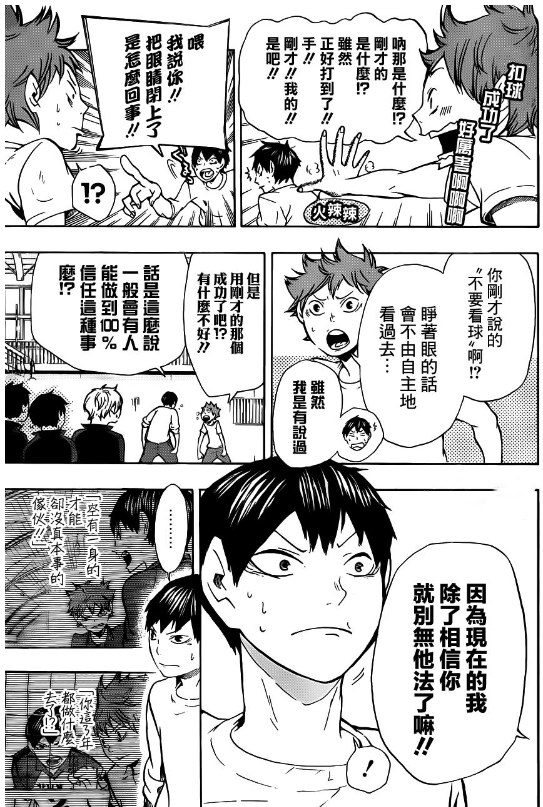 吶那是什麼!?
剛才的
是什麼!?
雖然
正好打到了!!
手!!
剛才!!我的!!
是吧!!
扣球
成功了
好厲害啊啊啊
火辣辣
喂
我說你!!
把眼睛閉上了
是怎麼回事!!
!?
你剛才說的
〝不要看球〞啊!?
睜著眼的話
會不由自主地
看過去…
雖然
我是有說過
但是
用剛才的那個
成功了吧!?
有什麼不好!!
話是這麼說
一般會有人
能做到100%
信任這種事
麼!?
因為現在的我
除了相信你
就別無他法了嘛!!
!
………
「空有一身的
才能
卻沒真本事的
傢伙!!」
「你這3年
都做什麼
去了!?」